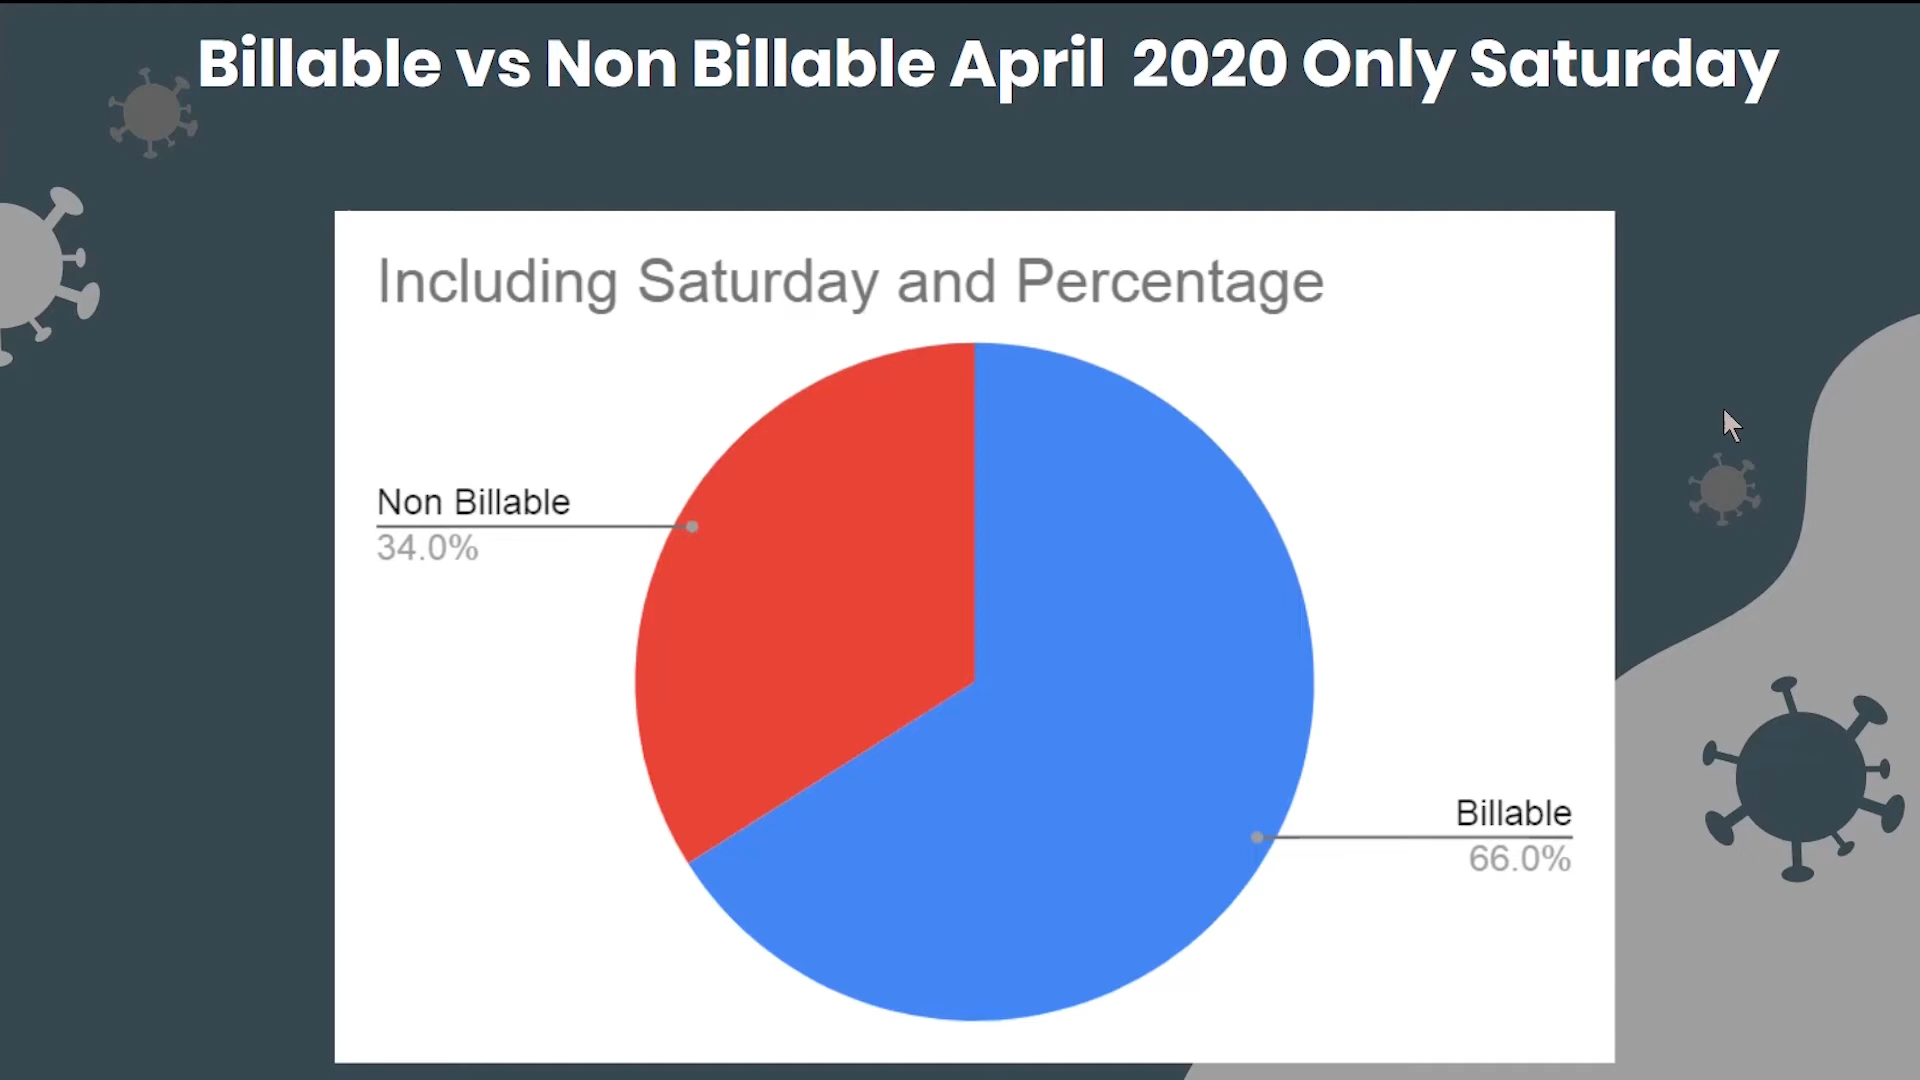 Billable vs Non Billable April 2020 Only Saturday
Including Saturday and Percentage
Non Billable
34.0%
Billable
66.0%